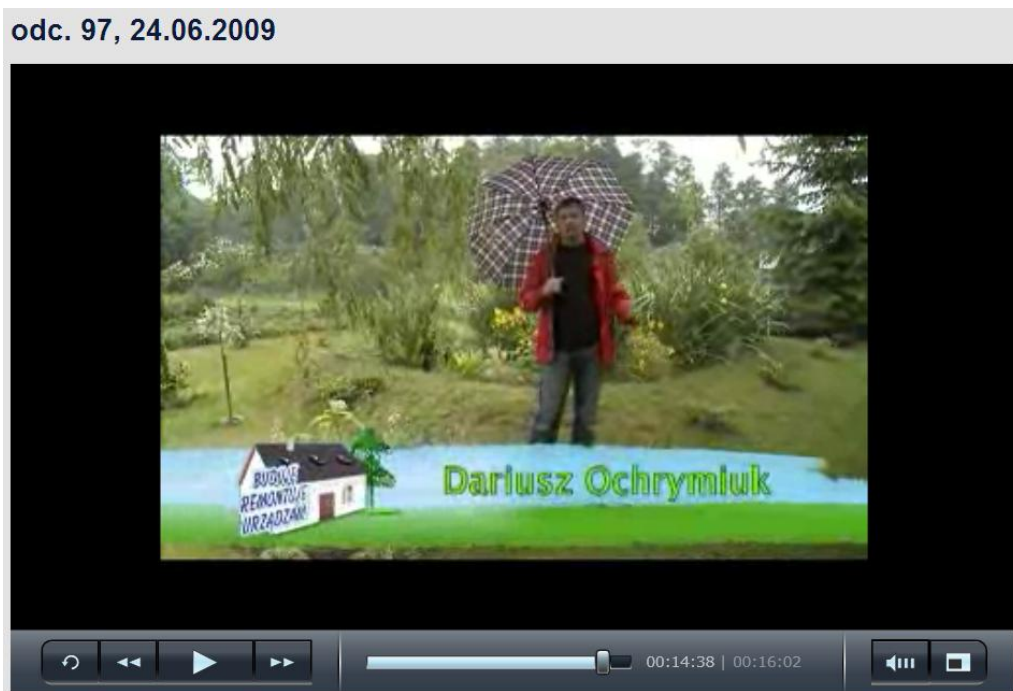 odc. 97, 24.06.2009
BUDUJĘ
REMONTUJĘ
URZĄDZAM
Dariusz Ochrymiuk
00:14:38 | 00:16:02